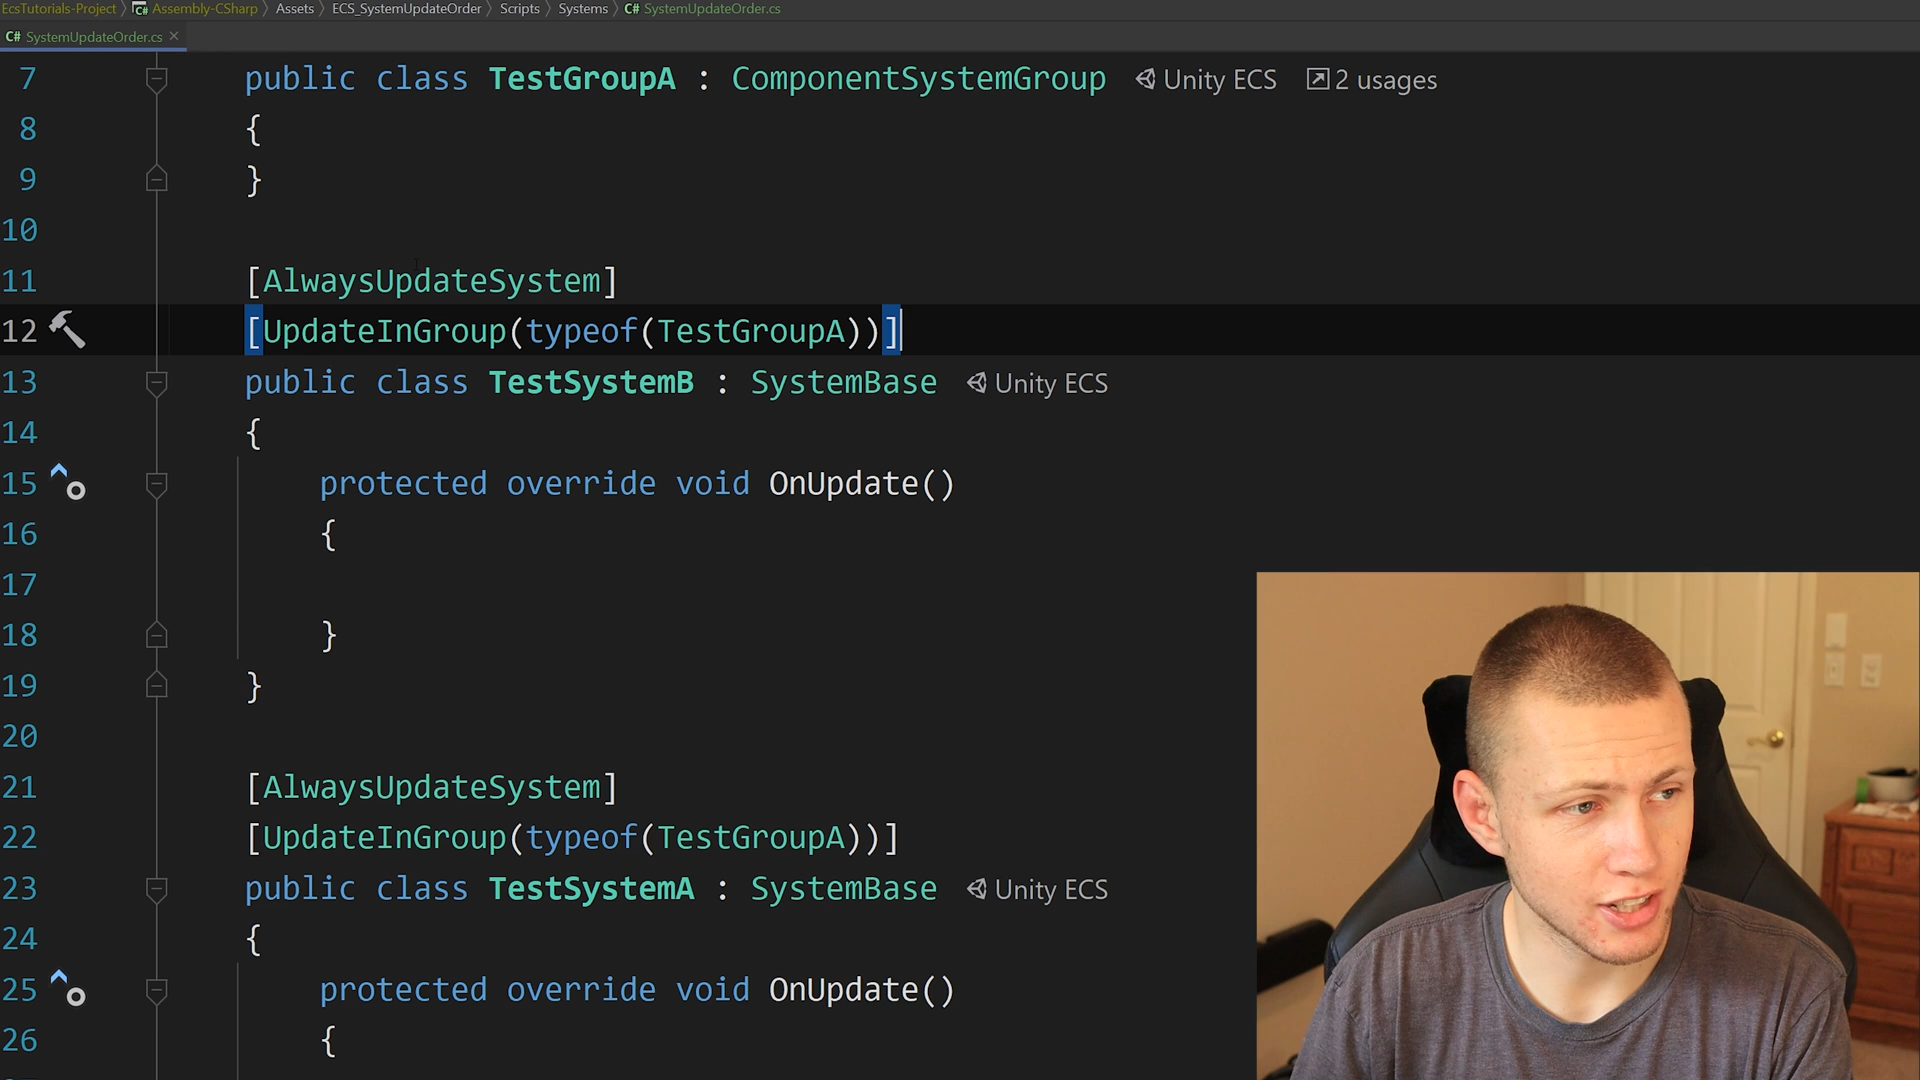 EcsTutorials-Project Assembly-CSharp Assets ECS_SystemUpdateOrder Scripts Systems C# SystemUpdateOrder.cs
C# SystemUpdateOrder.cs
7 public class TestGroupA : ComponentSystemGroup Unity ECS 2 usages
8 {
9 }
10
11 [AlwaysUpdateSystem]
12 [UpdateInGroup(typeof(TestGroupA))]
13 public class TestSystemB : SystemBase Unity ECS
14 {
15 protected override void OnUpdate()
16 {
17
18 }
19 }
20
21 [AlwaysUpdateSystem]
22 [UpdateInGroup(typeof(TestGroupA))]
23 public class TestSystemA : SystemBase Unity ECS
24 {
25 protected override void OnUpdate()
26 {